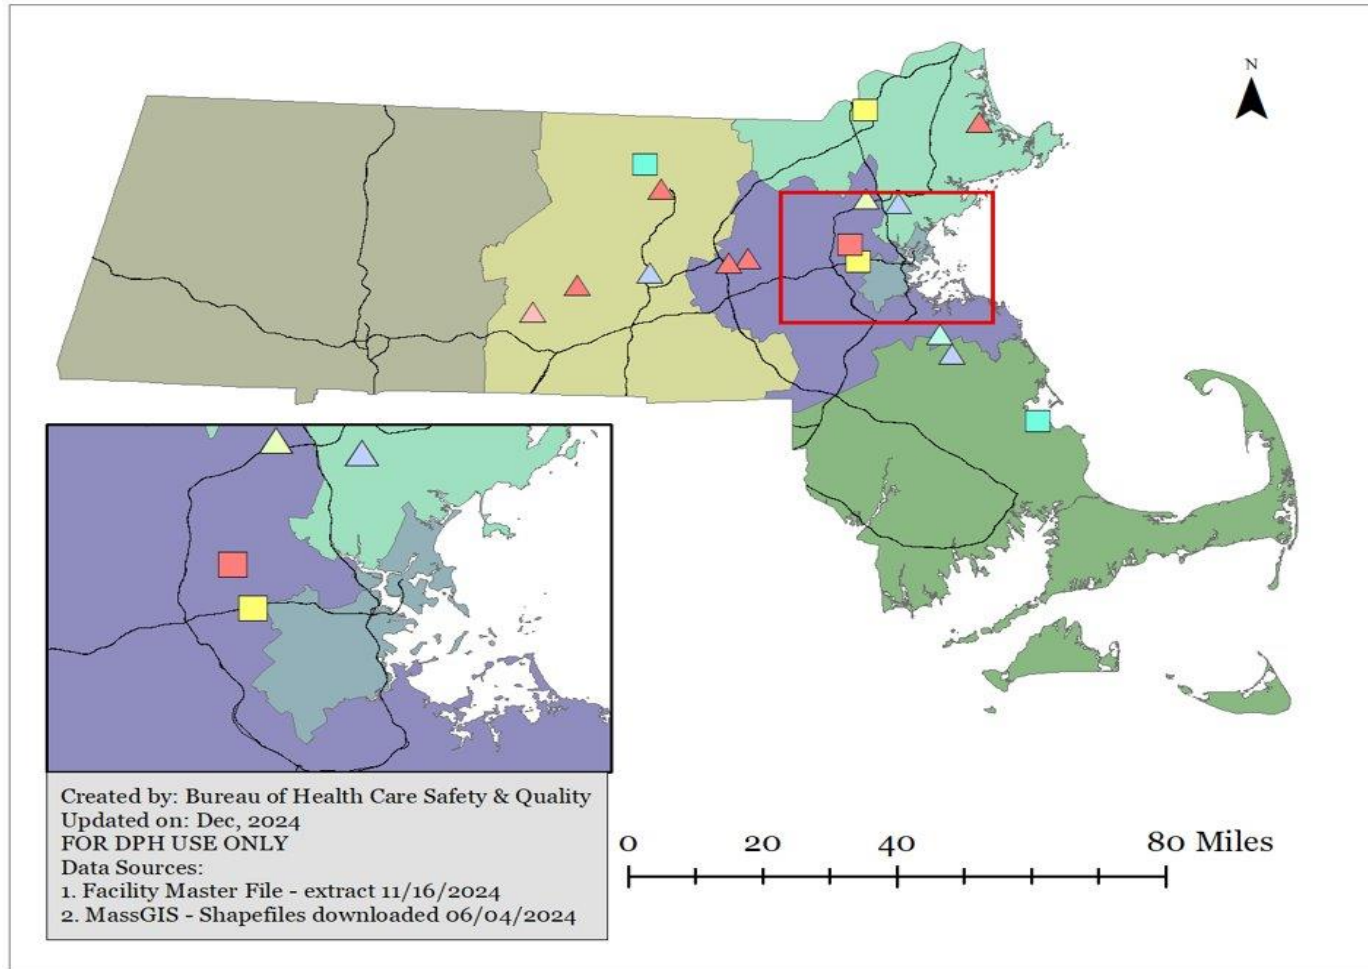 N
Created by: Bureau of Health Care Safety & Quality
Updated on: Dec, 2024
FOR DPH USE ONLY
Data Sources:
1. Facility Master File - extract 11/16/2024
2. MassGIS - Shapefiles downloaded 06/04/2024
0 20 40 80 Miles